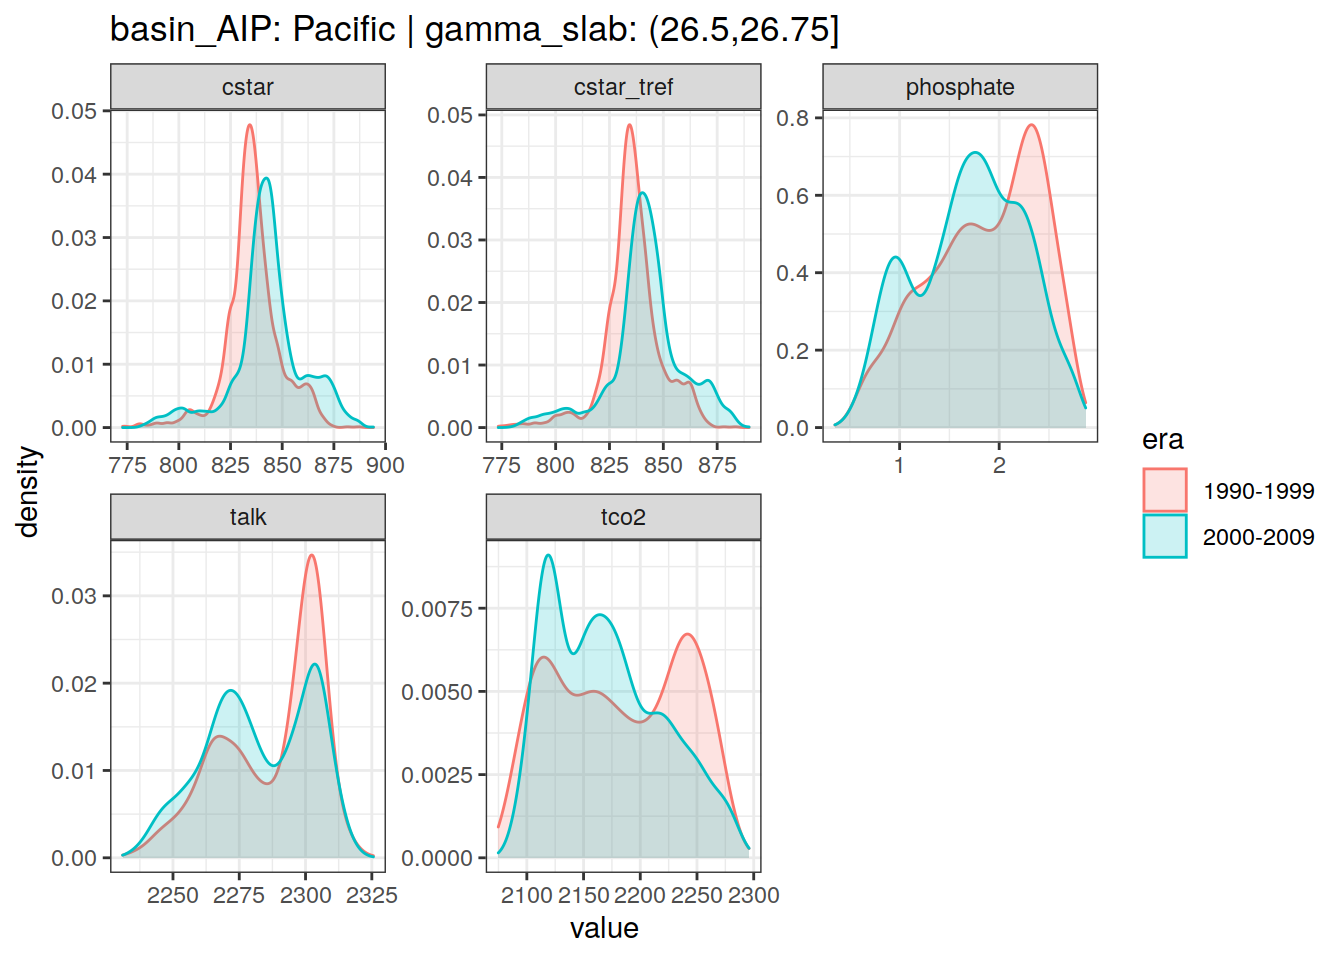 basin_AIP: Pacific | gamma_slab: (26.5,26.75]
cstar
cstar_tref
phosphate
0.05
0.04
0.03
0.02
0.01
0.00
775 800 825 850 875 900
0.05
0.04
0.03
0.02
0.01
0.00
775 800 825 850 875
0.8
0.6
0.4
0.2
0.0
1 2
talk
tco2
0.03
0.02
0.01
0.00
2250 2275 2300 2325
0.0075
0.0050
0.0025
0.0000
2100 2150 2200 2250 2300
density
value
era
1990-1999
2000-2009